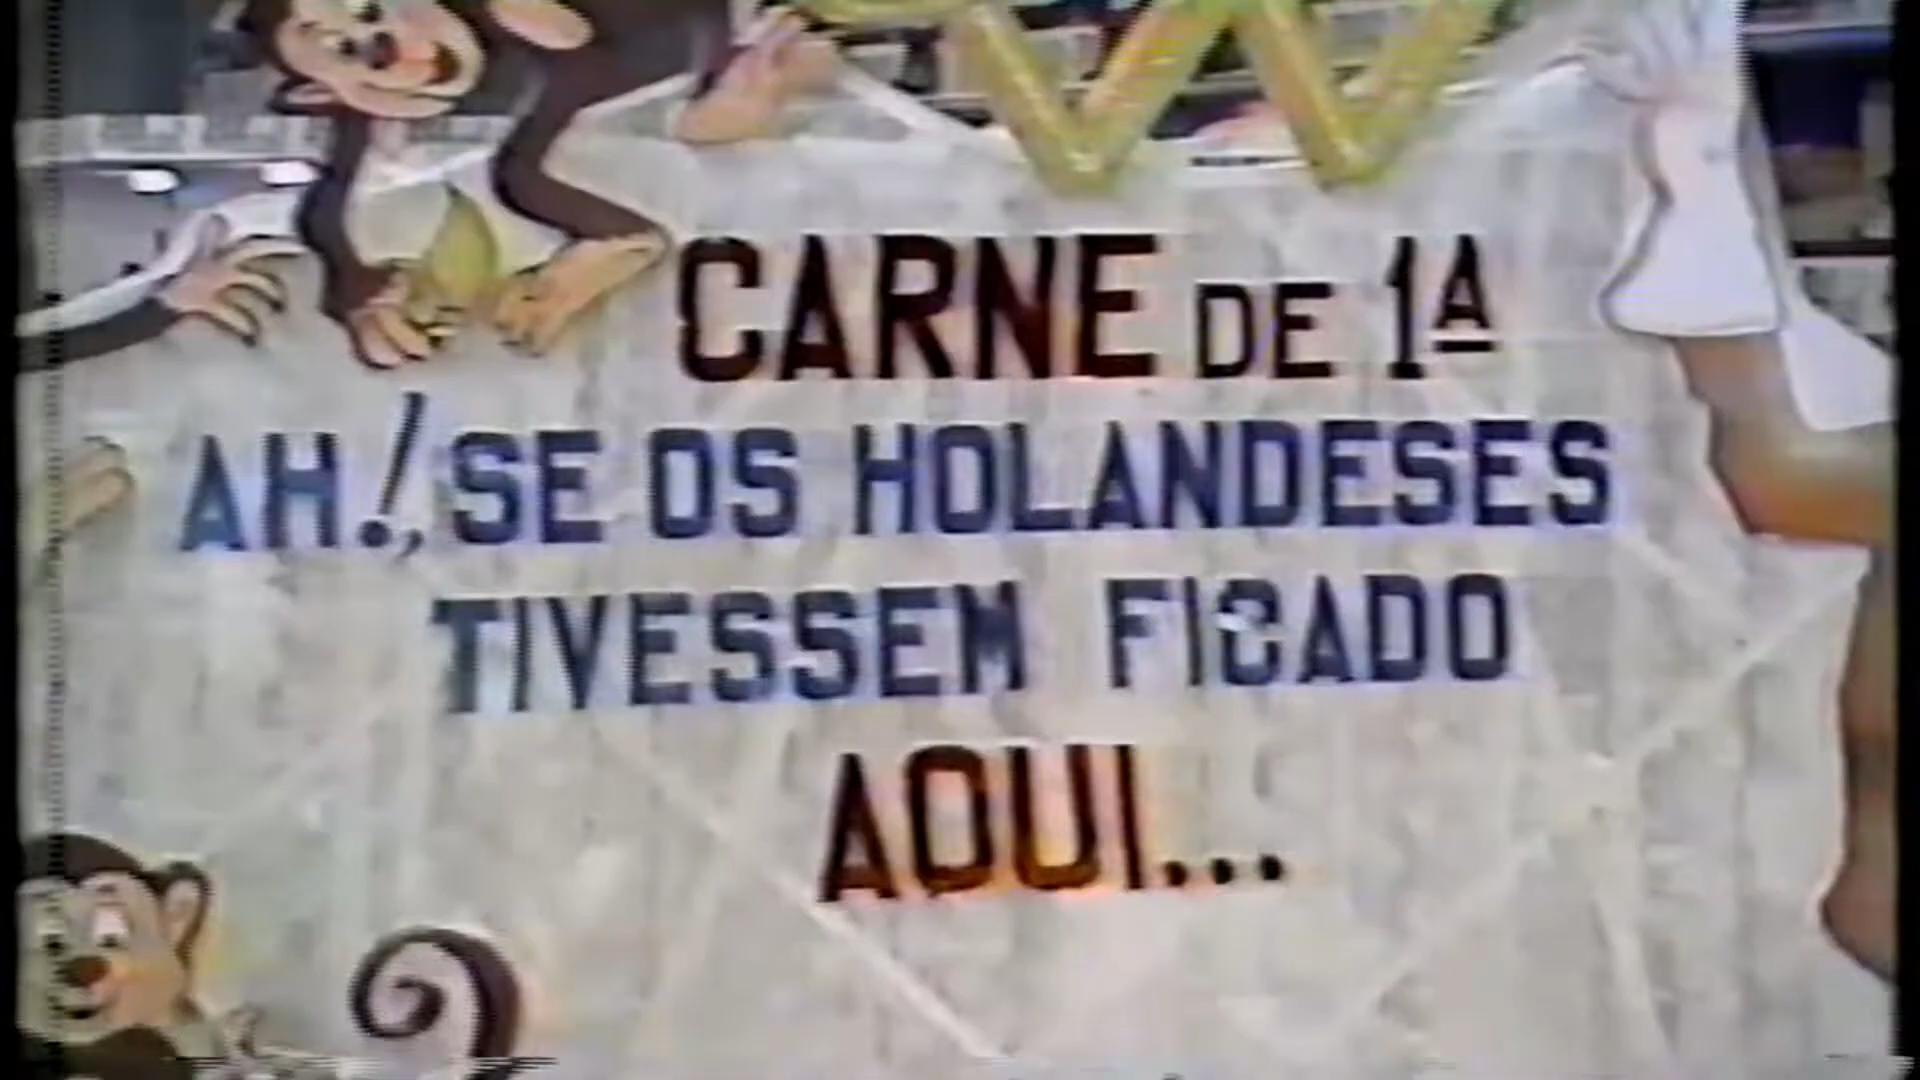 CARNE DE 1ª
AH!, SE OS HOLANDESES
TIVESSEM FICADO
AQUI...